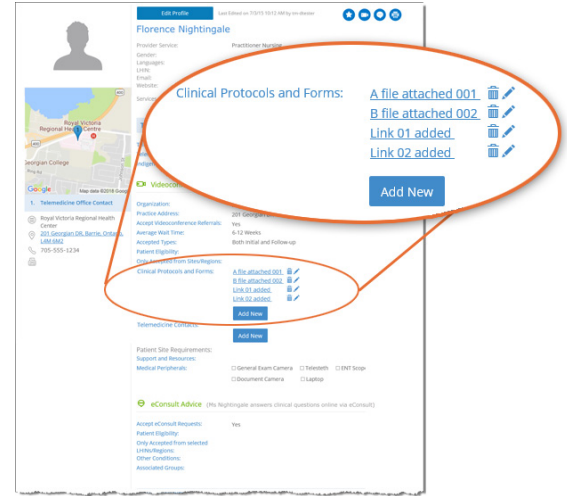 Edit Profile
Last Edited on 7/3/15 10:12 AM by
Florence Nightingale
Provider Service: Practitioner Nursing
Gender:
Languages:
LHIN:
Email:
Website:
Services
Clinical Protocols and Forms:
A file attached 001
B file attached 002
Link 01 added
Link 02 added
Add New
400
Royal Victoria
Regional Health Centre
400
Georgian College
Google
Map data ©2018 Goog
1. Telemedicine Office Contact
Royal Victoria Regional Health
Center
201 Georgian DR, Barrie, Ontario,
L4M 6M2
705-555-1234
Videocon
Organization:
Practice Address: 201 Georgian
Accept Videoconference Referrals: Yes
Average Wait Time: 6-12 Weeks
Accepted Types: Both Initial and Follow-up
Patient Eligibility:
Only Accepted from Sites/Regions:
Clinical Protocols and Forms: A file attached 001
B file attached 002
Link 01 added
Link 02 added
Add New
Telemedicine Contacts:
Add New
Patient Site Requirements:
Support and Resources:
Medical Peripherals: General Exam Camera Telesteth ENT Scope
Document Camera Laptop
eConsult Advice (Ms Nightingale answers clinical questions online via eConsult)
Accept eConsult Requests: Yes
Patient Eligibility:
Only Accepted from selected
LHINs/Regions:
Other Conditions:
Associated Groups: